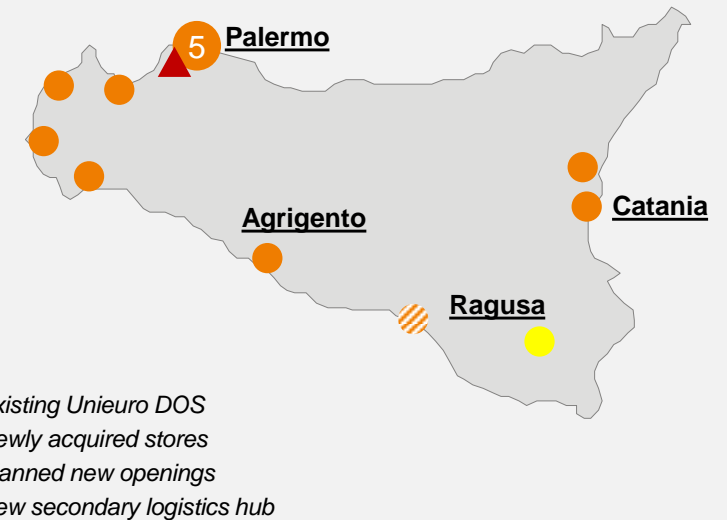 5 Palermo
Catania
Agrigento
Ragusa
xisting Unieuro DOS
ewly acquired stores
anned new openings
ew secondary logistics hub